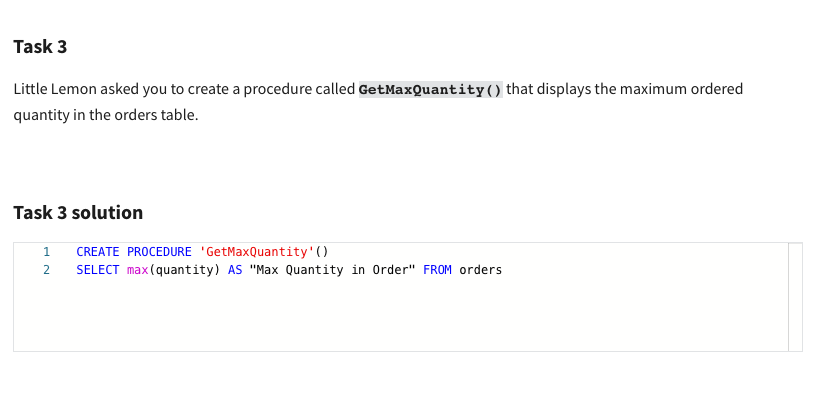 Task 3
Little Lemon asked you to create a procedure called GetMaxQuantity() that displays the maximum ordered
quantity in the orders table.
Task 3 solution
1 CREATE PROCEDURE 'GetMaxQuantity'()
2 SELECT max(quantity) AS "Max Quantity in Order" FROM orders